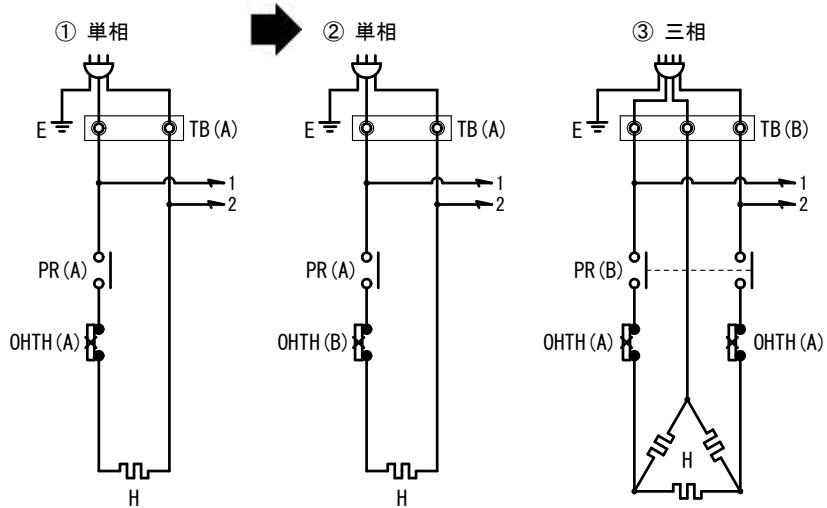 ① 単相
② 単相
③ 三相
E
TB(A)
E
TB(A)
E
TB(B)
1
2
1
2
1
2
PR(A)
PR(A)
PR(B)
OHTH(A)
OHTH(B)
OHTH(A)
OHTH(A)
H
H
H